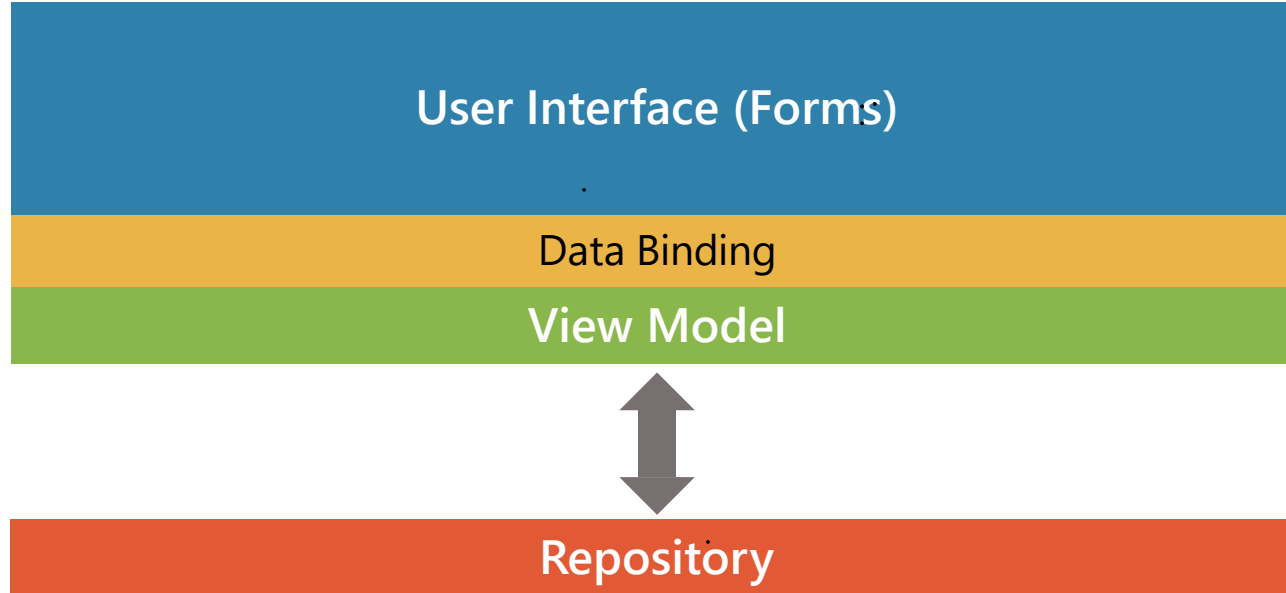 User Interface (Forms)
Data Binding
View Model
Repository